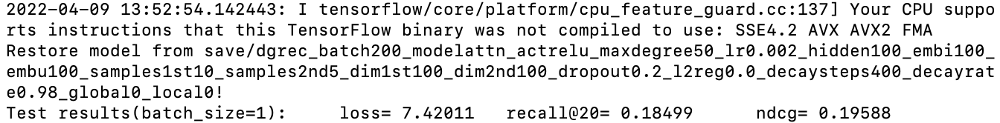 2022-04-09 13:52:54.142443: I tensorflow/core/platform/cpu_feature_guard.cc:137] Your CPU suppo
rts instructions that this TensorFlow binary was not compiled to use: SSE4.2 AVX AVX2 FMA
Restore model from save/dgrec_batch200_modelattn_actrelu_maxdegree50_lr0.002_hidden100_embi100_
embu100_samples1st10_samples2nd5_dim1st100_dim2nd100_dropout0.2_l2reg0.0_decaysteps400_decayrat
e0.98_global0_local0!
Test results(batch_size=1):     loss= 7.42011   recall@20= 0.18499      ndcg= 0.19588